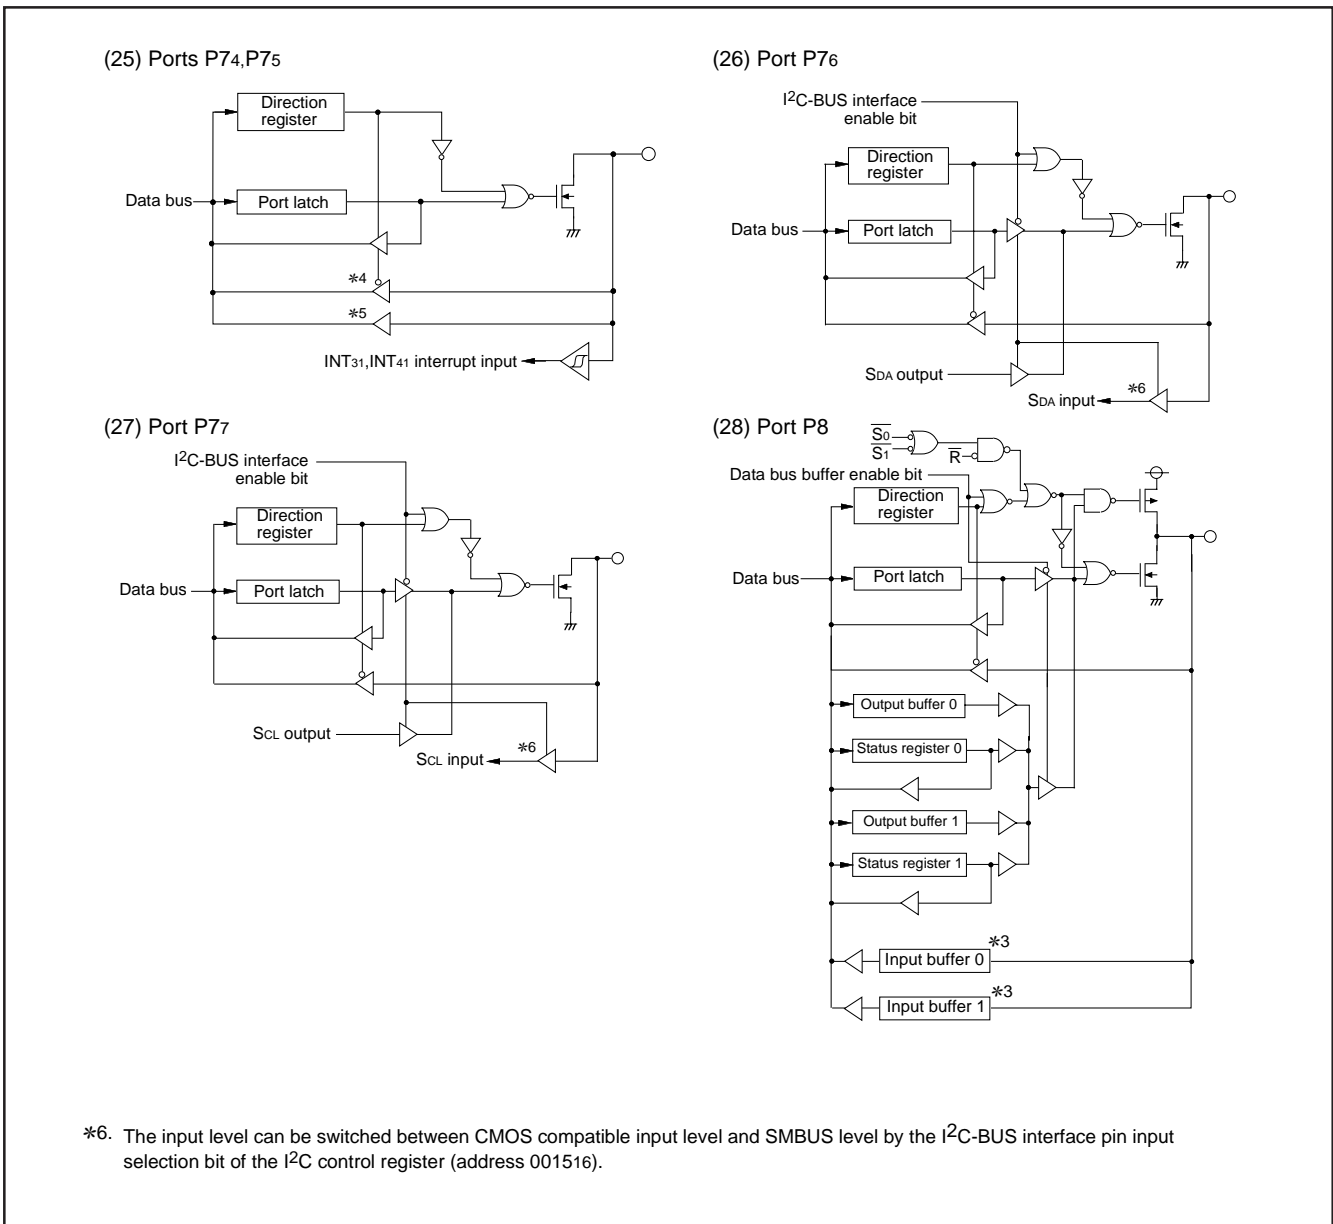 (25) Ports P74,P75
Direction
register
Data bus
Port latch
*4
*5
INT31,INT41 interrupt input
(26) Port P76
I2C-BUS interface
enable bit
Direction
register
Data bus
Port latch
SDA output
*6
SDA input
(27) Port P77
I2C-BUS interface
enable bit
Direction
register
Data bus
Port latch
SCL output
*6
SCL input
(28) Port P8
S0
S1
R
Data bus buffer enable bit
Direction
register
Data bus
Port latch
Output buffer 0
Status register 0
Output buffer 1
Status register 1
*3
Input buffer 0
*3
Input buffer 1
*6. The input level can be switched between CMOS compatible input level and SMBUS level by the I2C-BUS interface pin input
selection bit of the I2C control register (address 001516).